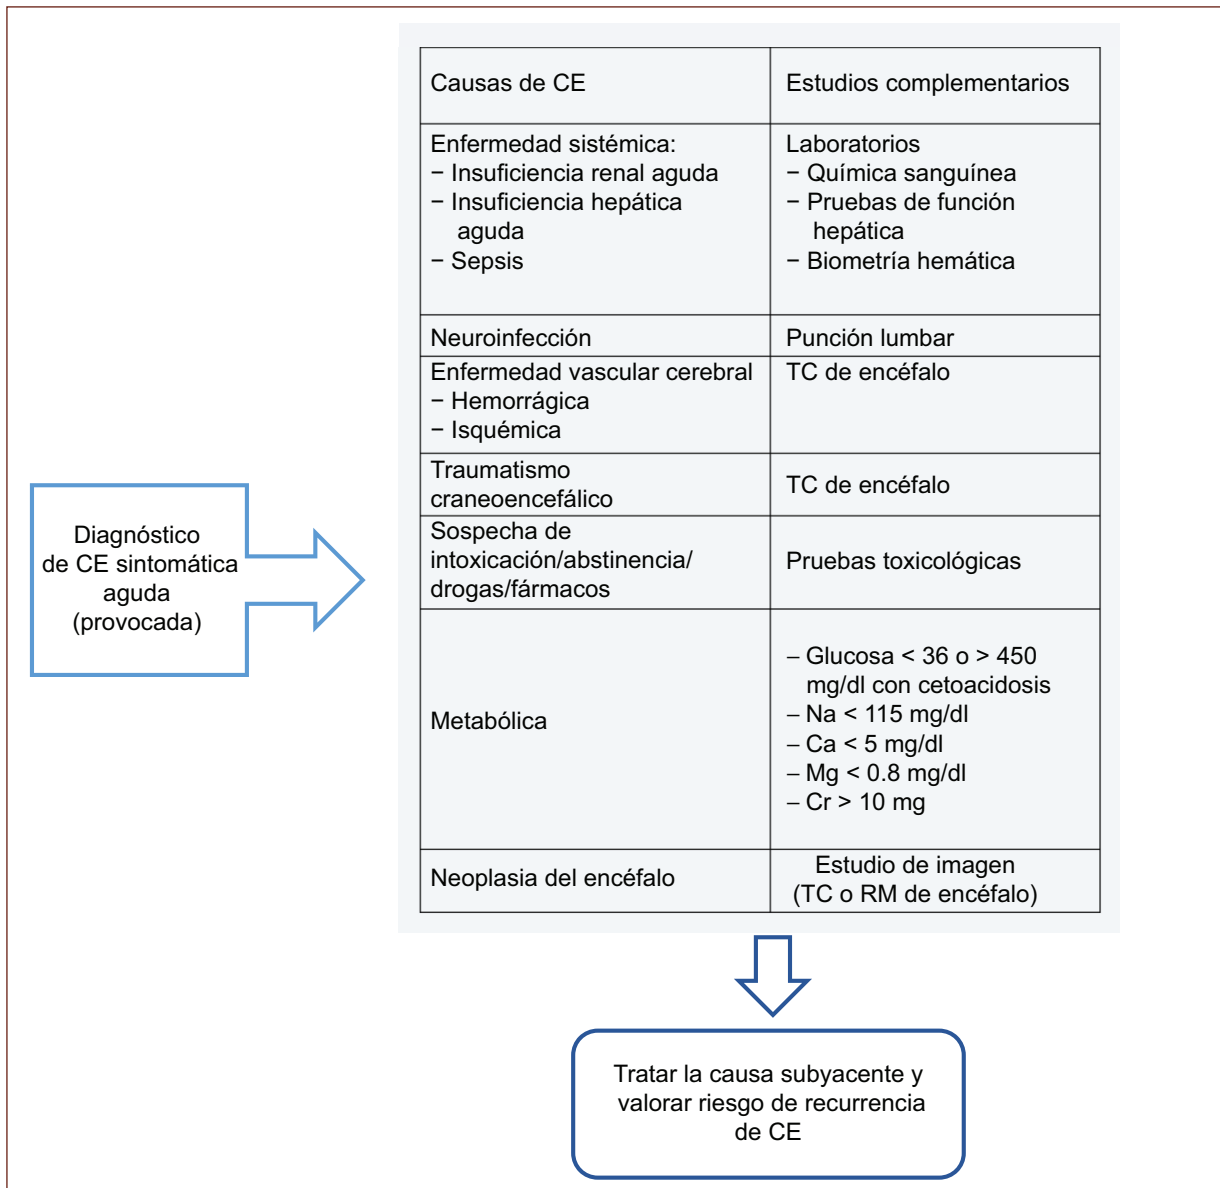 Diagnóstico
de CE sintomática
aguda
(provocada)
Causas de CE
Estudios complementarios
Enfermedad sistémica:
− Insuficiencia renal aguda
− Insuficiencia hepática
aguda
− Sepsis
Laboratorios
− Química sanguínea
− Pruebas de función
hepática
− Biometría hemática
Neuroinfección
Punción lumbar
Enfermedad vascular cerebral
− Hemorrágica
− Isquémica
TC de encéfalo
Traumatismo
craneoencefálico
TC de encéfalo
Sospecha de
intoxicación/abstinencia/
drogas/fármacos
Pruebas toxicológicas
Metabólica
– Glucosa < 36 o > 450
mg/dl con cetoacidosis
– Na < 115 mg/dl
– Ca < 5 mg/dl
– Mg < 0.8 mg/dl
– Cr > 10 mg
Neoplasia del encéfalo
Estudio de imagen
(TC o RM de encéfalo)
Tratar la causa subyacente y
valorar riesgo de recurrencia
de CE